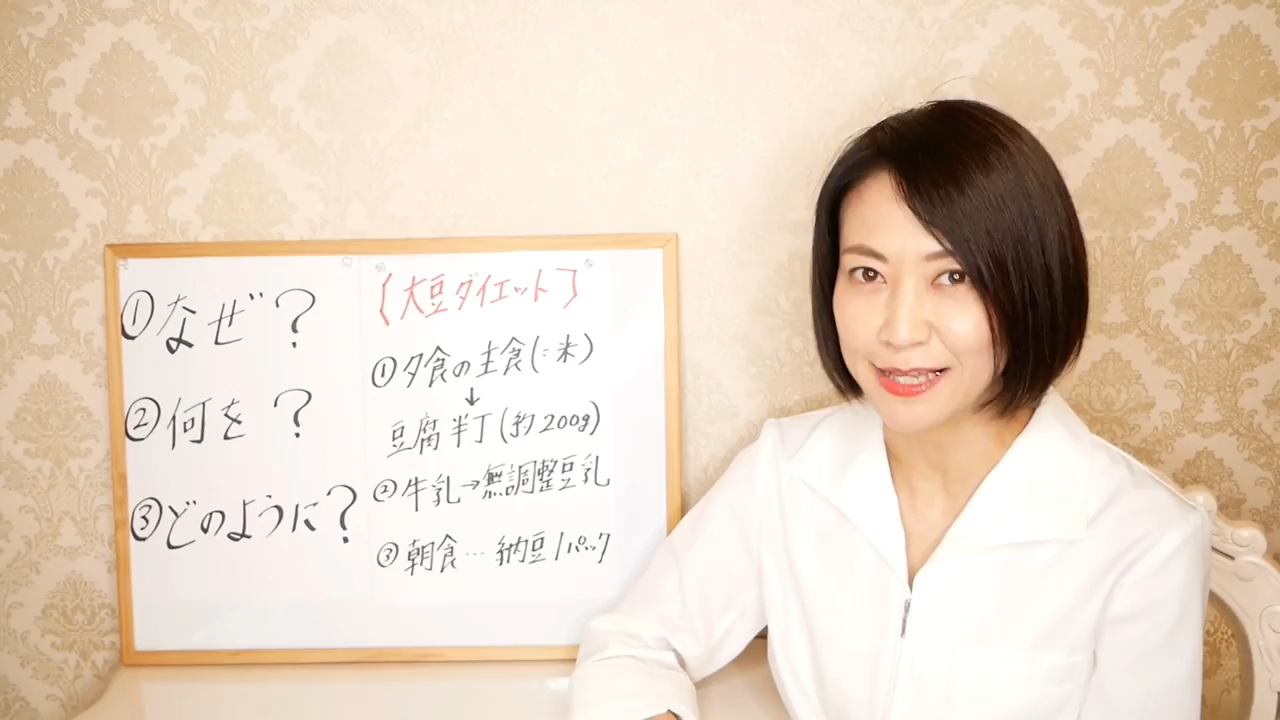 ①なぜ?
②何を?
③どのように?
【大豆ダイエット】
①夕食の主食(=米)
↓
豆腐半丁(約200g)
②牛乳→無調整豆乳
③朝食…納豆1パック